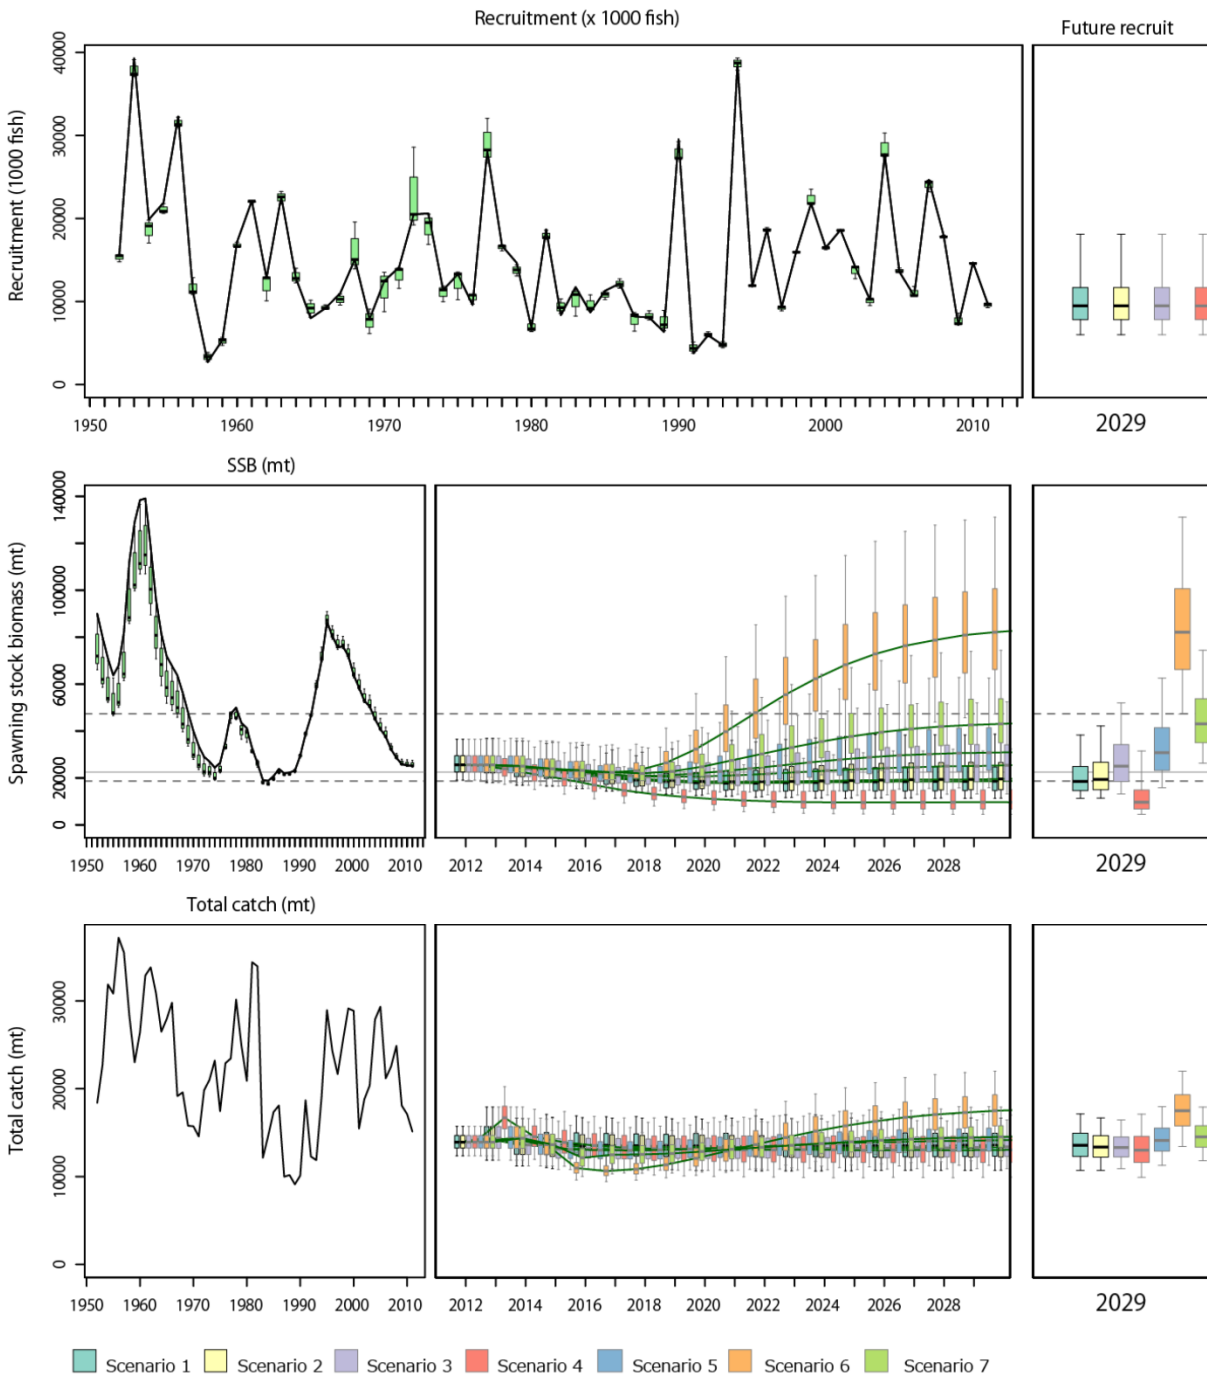 Recruitment (x 1000 fish)
Future recruit
Recruitment (1000 fish)
40000
30000
20000
10000
0
1950 1960 1970 1980 1990 2000 2010
2029
SSB (mt)
Spawning stock biomass (mt)
140000
100000
60000
20000
0
1950 1960 1970 1980 1990 2000 2010
2012 2014 2016 2018 2020 2022 2024 2026 2028
2029
Total catch (mt)
Total catch (mt)
30000
20000
10000
0
1950 1960 1970 1980 1990 2000 2010
2012 2014 2016 2018 2020 2022 2024 2026 2028
2029
Scenario 1 Scenario 2 Scenario 3 Scenario 4 Scenario 5 Scenario 6 Scenario 7